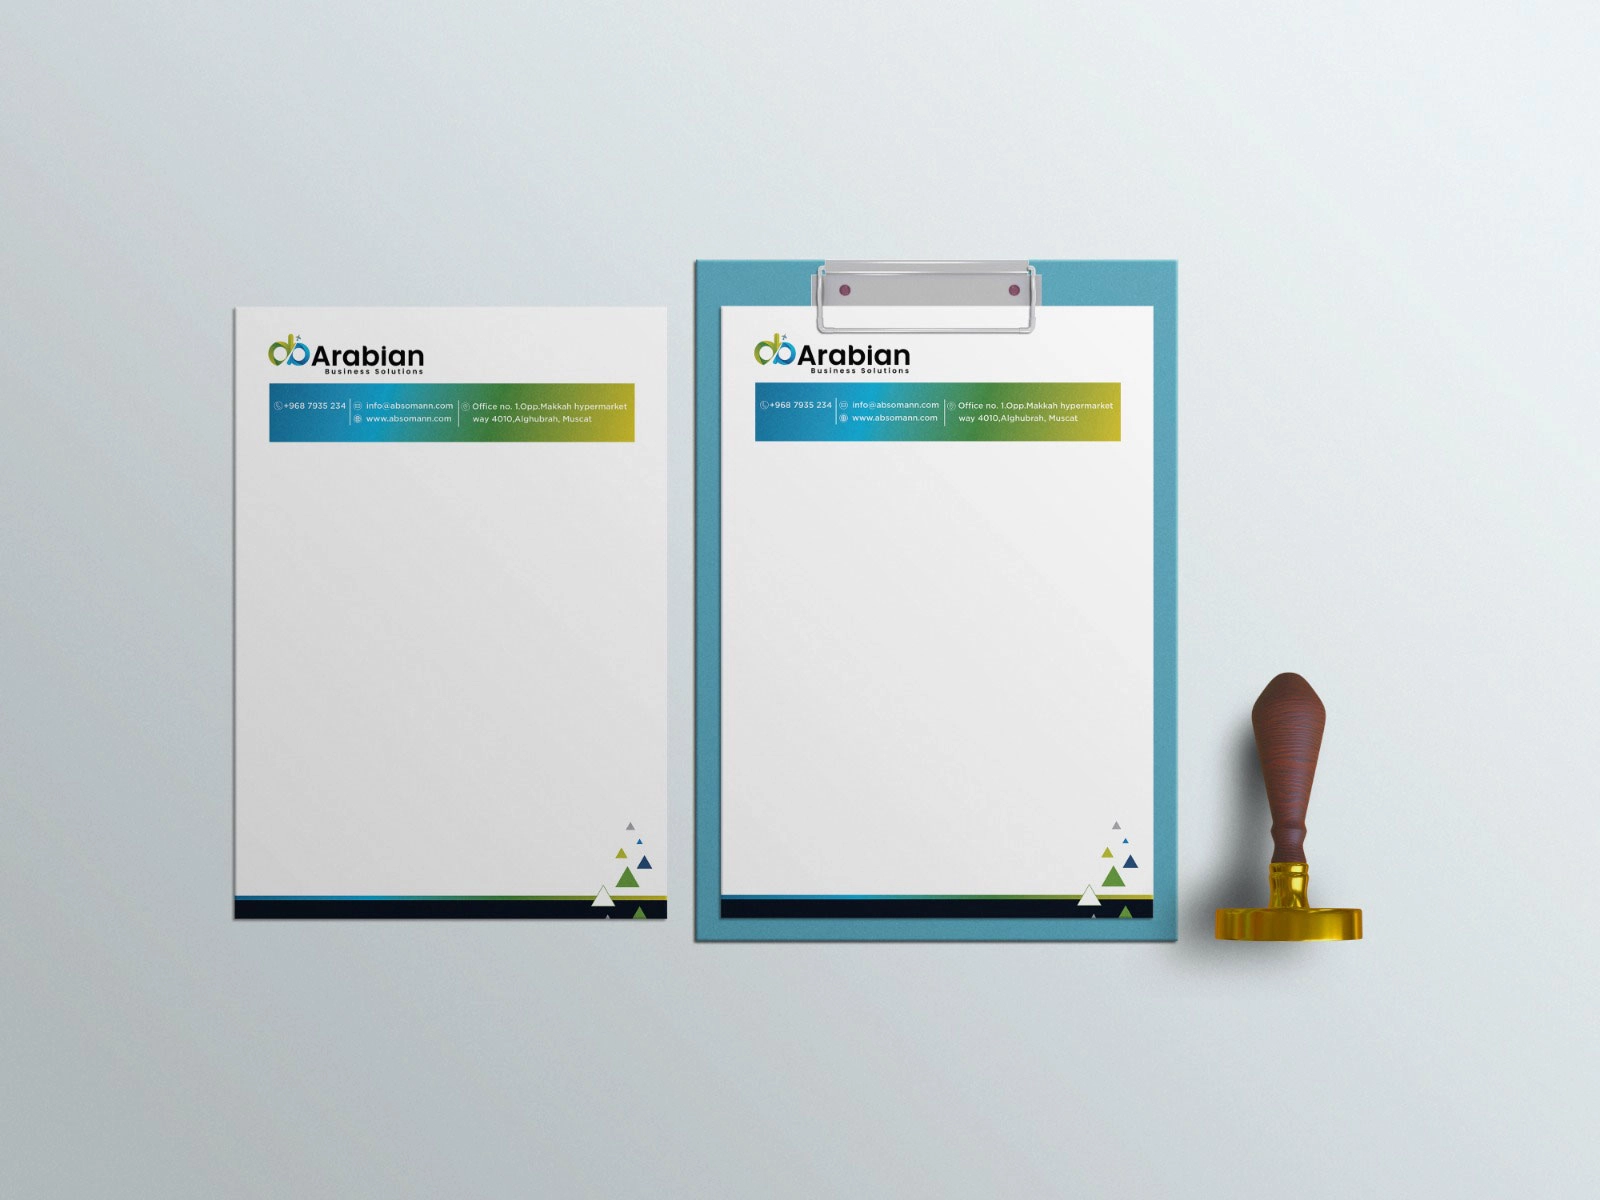 Arabian
Business Solutions
+968 7935 234
info@absomann.com
www.absomann.com
Office no. 1.Opp.Makkah hypermarket
way 4010,Alghubrah, Muscat
Arabian
Business Solutions
+968 7935 234
info@absomann.com
www.absomann.com
Office no. 1.Opp.Makkah hypermarket
way 4010,Alghubrah, Muscat